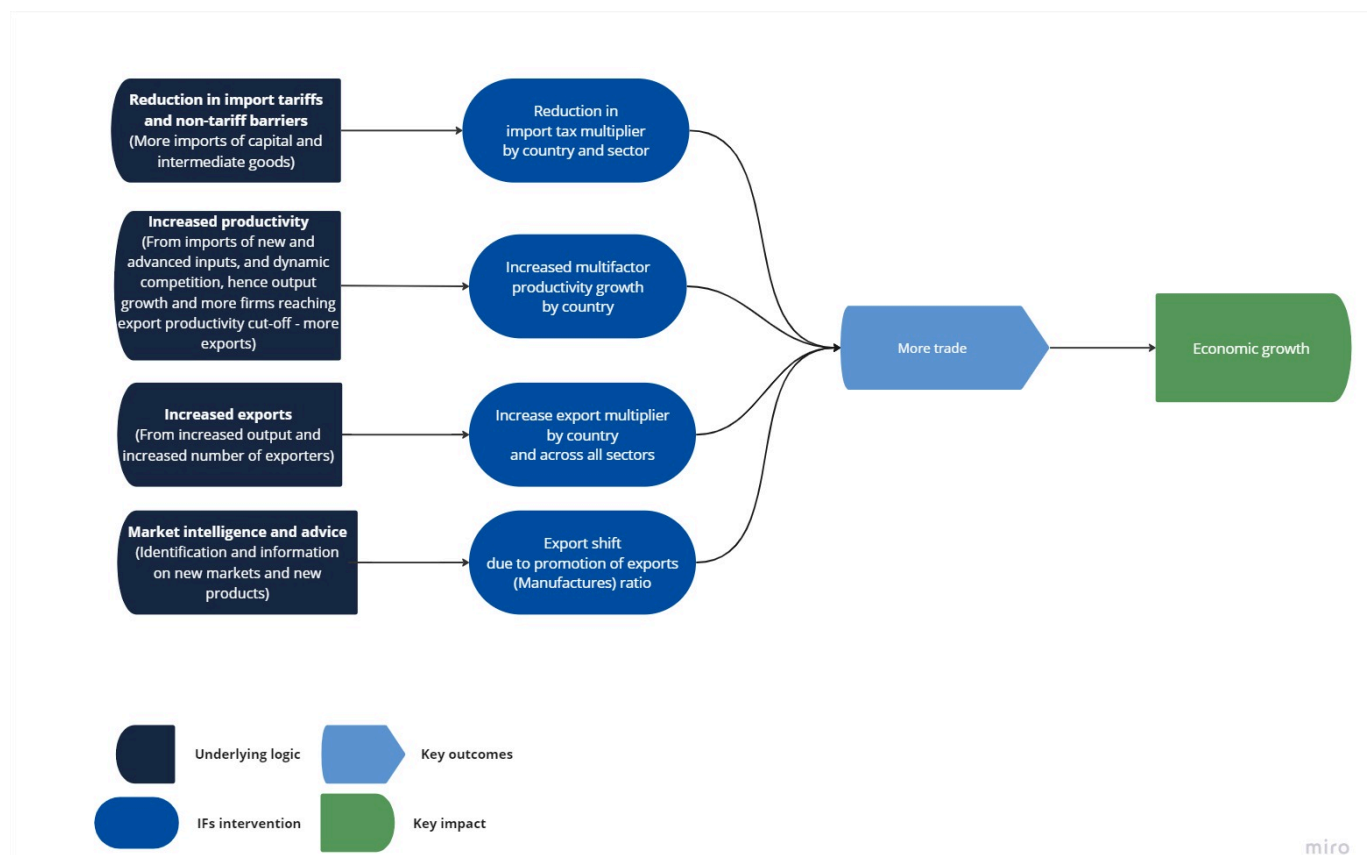 Reduction in import tariffs
and non-tariff barriers
(More imports of capital and
intermediate goods)
Reduction in
import tax multiplier
by country and sector
Increased productivity
(From imports of new and
advanced inputs, and dynamic
competition, hence output
growth and more firms reaching
export productivity cut-off - more
exports)
Increased multifactor
productivity growth
by country
More trade
Economic growth
Increased exports
(From increased output and
increased number of exporters)
Increase export multiplier
by country
and across all sectors
Market intelligence and advice
(Identification and information
on new markets and new
products)
Export shift
due to promotion of exports
(Manufactures) ratio
Underlying logic
Key outcomes
IFs intervention
Key impact
miro